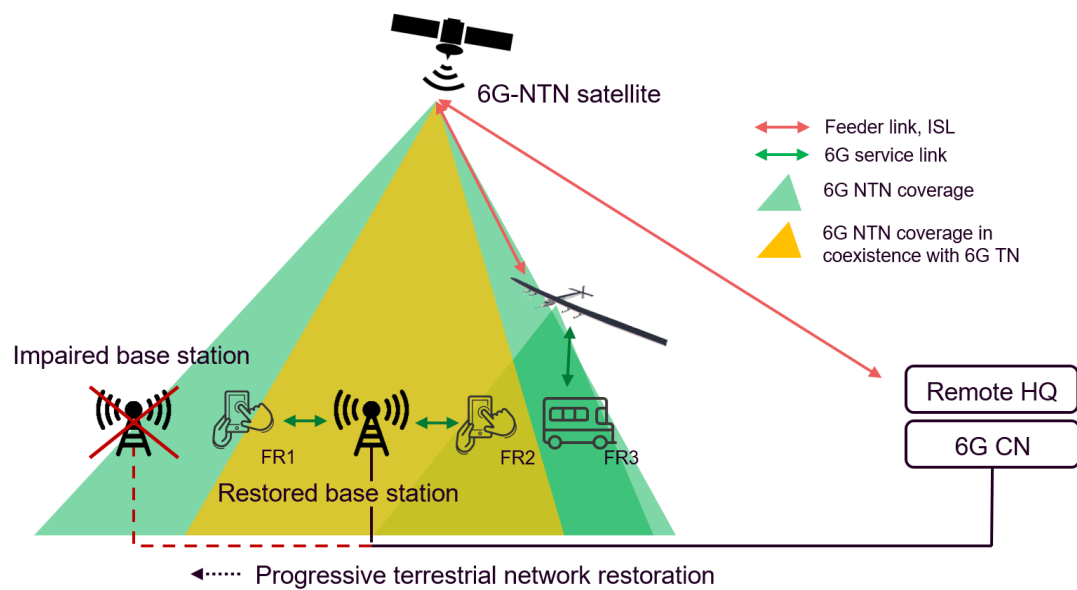 6G-NTN satellite
Feeder link, ISL
6G service link
6G NTN coverage
6G NTN coverage in
coexistence with 6G TN
Impaired base station
Remote HQ
6G CN
FR1
FR2
FR3
Restored base station
Progressive terrestrial network restoration